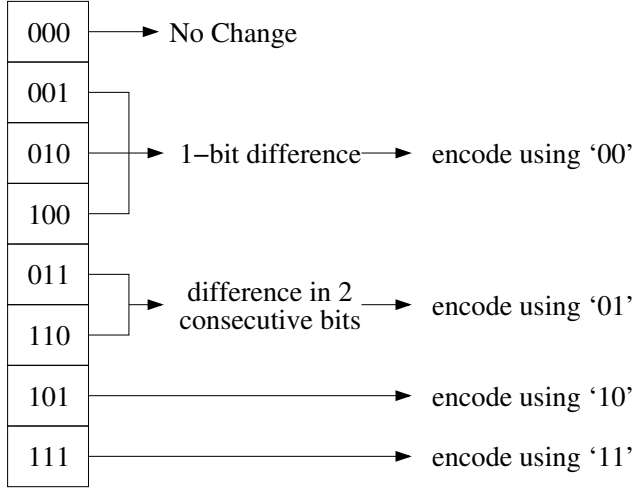 000 No Change
001
010 1−bit difference encode using ‘00’
100
011
difference in 2
consecutive bits encode using ‘01’
110
101 encode using ‘10’
111 encode using ‘11’